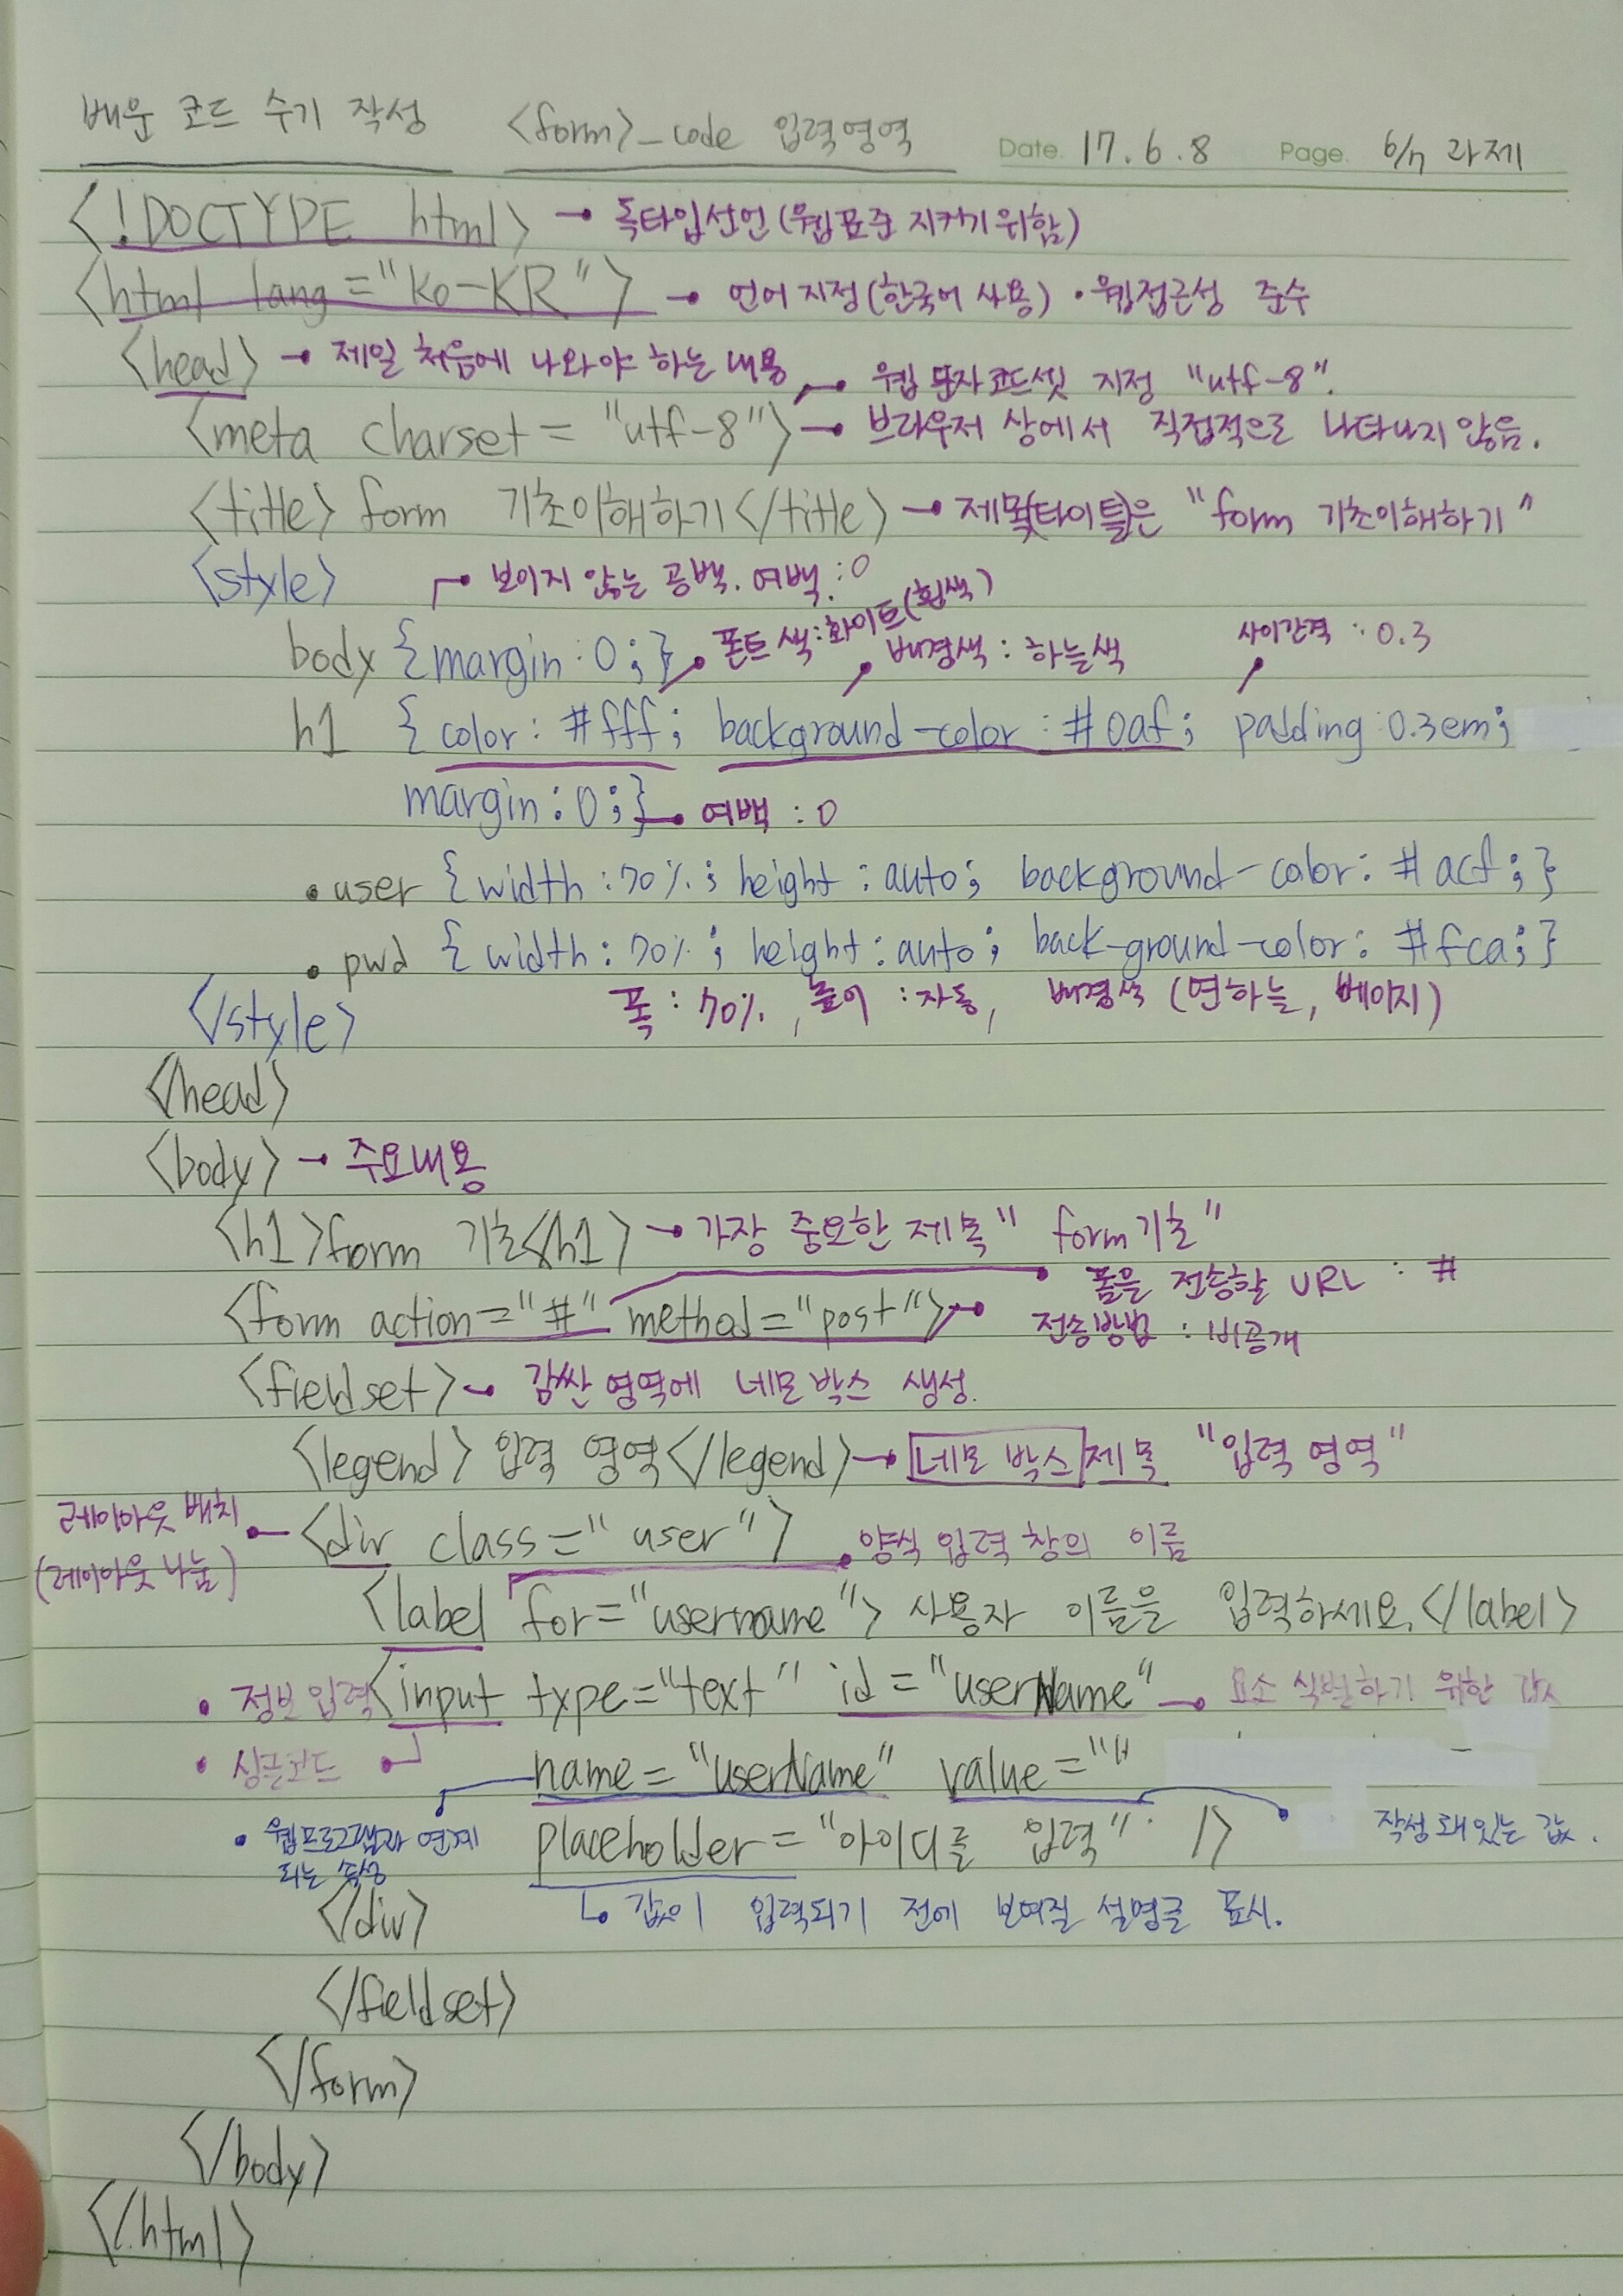 배운 코드 수기 작성 <form>_code 입력영역 Date. 17.6.8 Page. 6/7 과제
<!DOCTYPE html> → 독타입선언(웹표준 지키기위함)
<html lang="ko-KR"> → 언어지정(한국어 사용) • 웹접근성 준수
<head> → 제일 처음에 나와야 하는 내용
웹 문자코드셋 지정 "utf-8".
<meta charset = "utf-8"> → 브라우저 상에서 직접적으로 나타나지 않음.
<title> form 기초이해하기</title> → 제목(타이틀)은 "form 기초이해하기"
<style>
보이지 않는 공백. 여백 : 0
폰트 색 : 화이트(흰색) 배경색 : 하늘색 사이간격 : 0.3
body {margin : 0 ; }
h1 { color : #fff ; background-color : #0af ; padding : 0.3em ;
margin : 0 ; } 여백 : 0
• user { width : 70% ; height : auto ; background-color : #acf ; }
• pwd { width : 70% ; height : auto ; back-ground-color : #fca ; }
폭 : 70%, 높이 : 자동, 배경색 (연하늘, 베이지)
</style>
</head>
<body> → 주요내용
<h1>form 기초</h1> → 가장 중요한 제목 "form기초"
폼을 전송할 URL : #
<form action="#" method="post"> 전송방법 : 비공개
<fieldset> → 감싼 영역에 네모 박스 생성.
<legend> 입력 영역</legend> → 네모 박스 제목 "입력 영역"
레이아웃 배치
(레이아웃 나눔)
<div class="user"> 양식 입력 창의 이름
<label for="username"> 사용자 이름을 입력하세요.</label>
• 정보입력 <input type="text" id="userName" 요소 식별하기 위한 값
• 싱글코드
name="userName" value=""
• 웹프로그램과 연계
되는 속성
placeholder = "아이디를 입력" /> 작성돼있는 값.
</div> ↳ 값이 입력되기 전에 보여질 설명글 표시.
</fieldset>
</form>
</body>
</html>